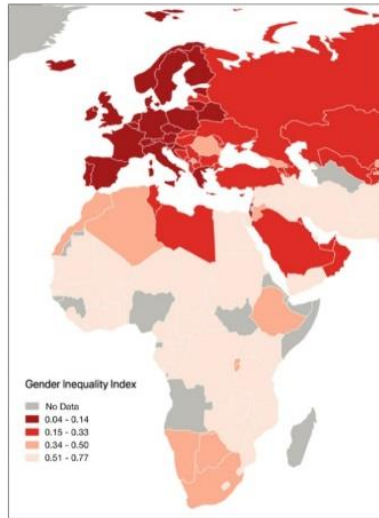 Gender Inequality Index
No Data
0.04 - 0.14
0.15 - 0.33
0.34 - 0.50
0.51 - 0.77